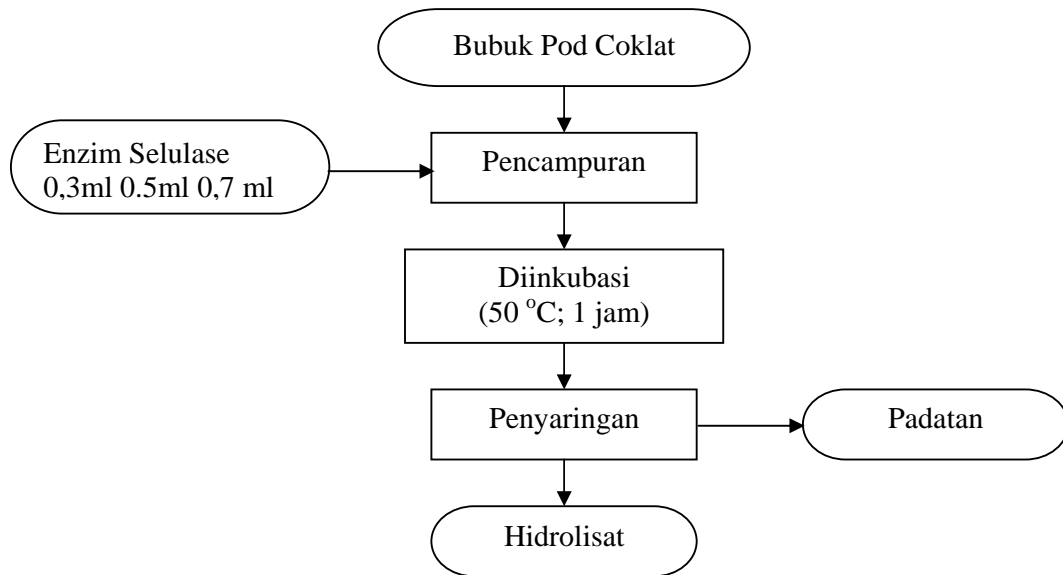 Bubuk Pod Coklat
Enzim Selulase
0,3ml 0.5ml 0,7 ml
Pencampuran
Diinkubasi
(50 °C; 1 jam)
Penyaringan
Padatan
Hidrolisat